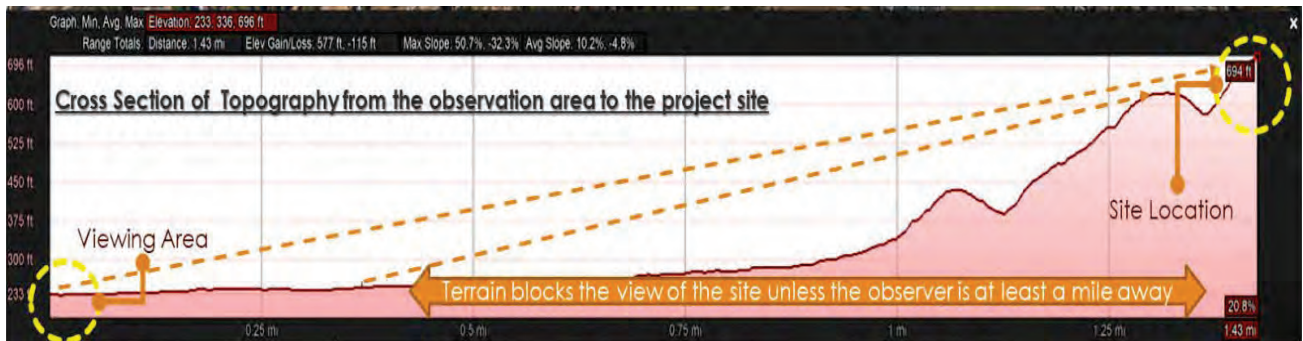 Graph: Min, Avg, Max Elevation: 233, 336, 696 ft
x
Range Totals: Distance: 1.43 mi Elev Gain/Loss: 577 ft, -115 ft Max Slope: 50.7%, -32.3% Avg Slope: 10.2%, -4.8%
696 ft
694 ft
600 ft
Cross Section of Topography from the observation area to the project site
525 ft
450 ft
375 ft
Site Location
Viewing Area
300 ft
233
Terrain blocks the view of the site unless the observer is at least a mile away
20.8%
0.25 mi 0.5 mi 0.75 mi 1 mi 1.25 mi 1.43 mi